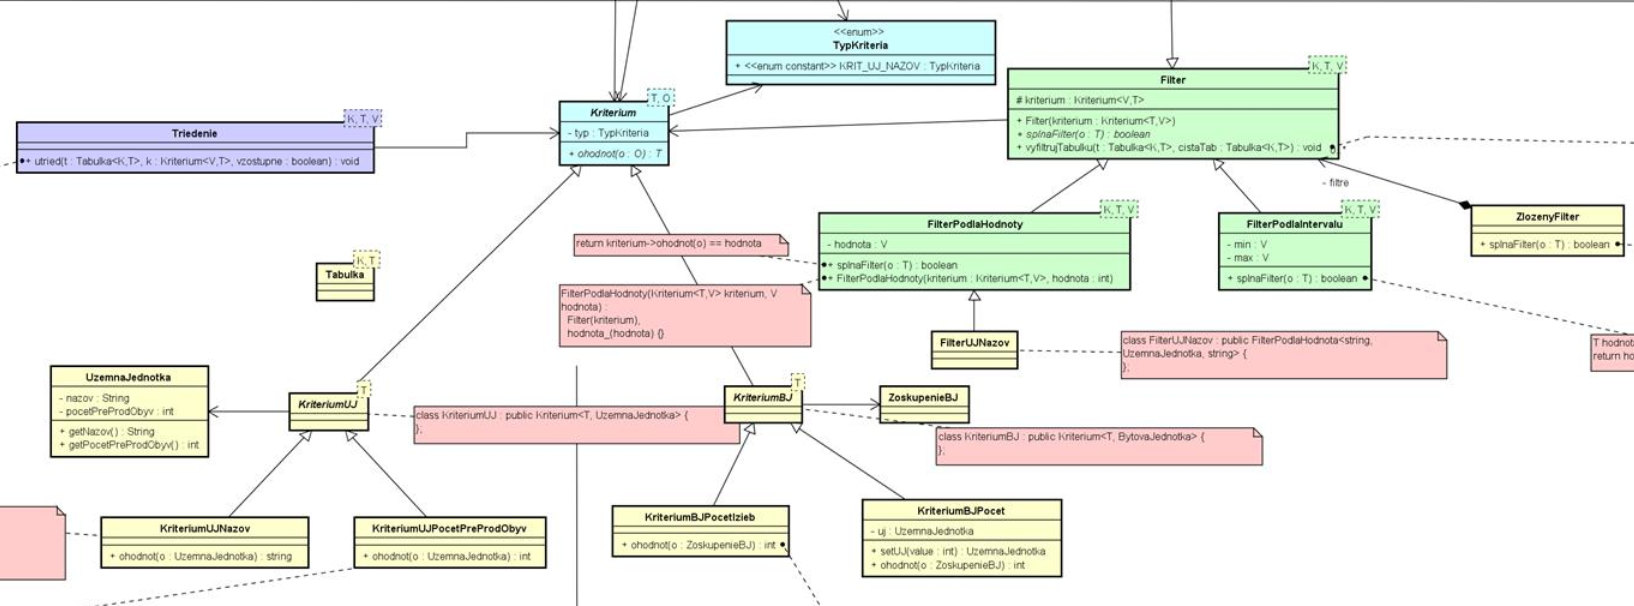 <<enum>>
TypKriteria
+ <<enum constant>> KRIT_UJ_NAZOV : TypKriteria
K, T, V
Filter
# kriterium : Kriterium<V,T>
+ Filter(kriterium : Kriterium<T,V>)
+ splnaFilter(o : T) : boolean
+ vyfiltrujTabulku(t : Tabulka<K,T>, cistaTab : Tabulka<K,T>) : void
T, O
Kriterium
- typ : TypKriteria
+ ohodnot(o : O) : T
K, T, V
Triedenie
+ utried(t : Tabulka<K,T>, k : Kriterium<V,T>, vzostupne : boolean) : void
- filtre
K, T, V
FilterPodlaHodnoty
- hodnota : V
+ splnaFilter(o : T) : boolean
+ FilterPodlaHodnoty(kriterium : Kriterium<T,V>, hodnota : int)
K, T, V
FilterPodlaIntervalu
- min : V
- max : V
+ splnaFilter(o : T) : boolean
ZlozenyFilter
+ splnaFilter(o : T) : boolean
return kriterium->ohodnot(o) == hodnota
K, T
Tabulka
FilterPodlaHodnoty(Kriterium<T,V> kriterium, V
hodnota) :
Filter(kriterium),
hodnota_(hodnota) {}
FilterUJNazov
class FilterUJNazov : public FilterPodlaHodnota<string,
UzemnaJednotka, string> {
};
T hodnot
return ho
UzemnaJednotka
- nazov : String
- pocetPreProdObyv : int
+ getNazov() : String
+ getPocetPreProdObyv() : int
T
KriteriumUJ
class KriteriumUJ : public Kriterium<T, UzemnaJednotka> {
};
T
KriteriumBJ
ZoskupenieBJ
class KriteriumBJ : public Kriterium<T, BytovaJednotka> {
};
KriteriumUJNazov
+ ohodnot(o : UzemnaJednotka) : string
KriteriumUJPocetPreProdObyv
+ ohodnot(o : UzemnaJednotka) : int
KriteriumBJPocetIzieb
+ ohodnot(o : ZoskupenieBJ) : int
KriteriumBJPocet
- uj : UzemnaJednotka
+ setUJ(value : int) : UzemnaJednotka
+ ohodnot(o : ZoskupenieBJ) : int